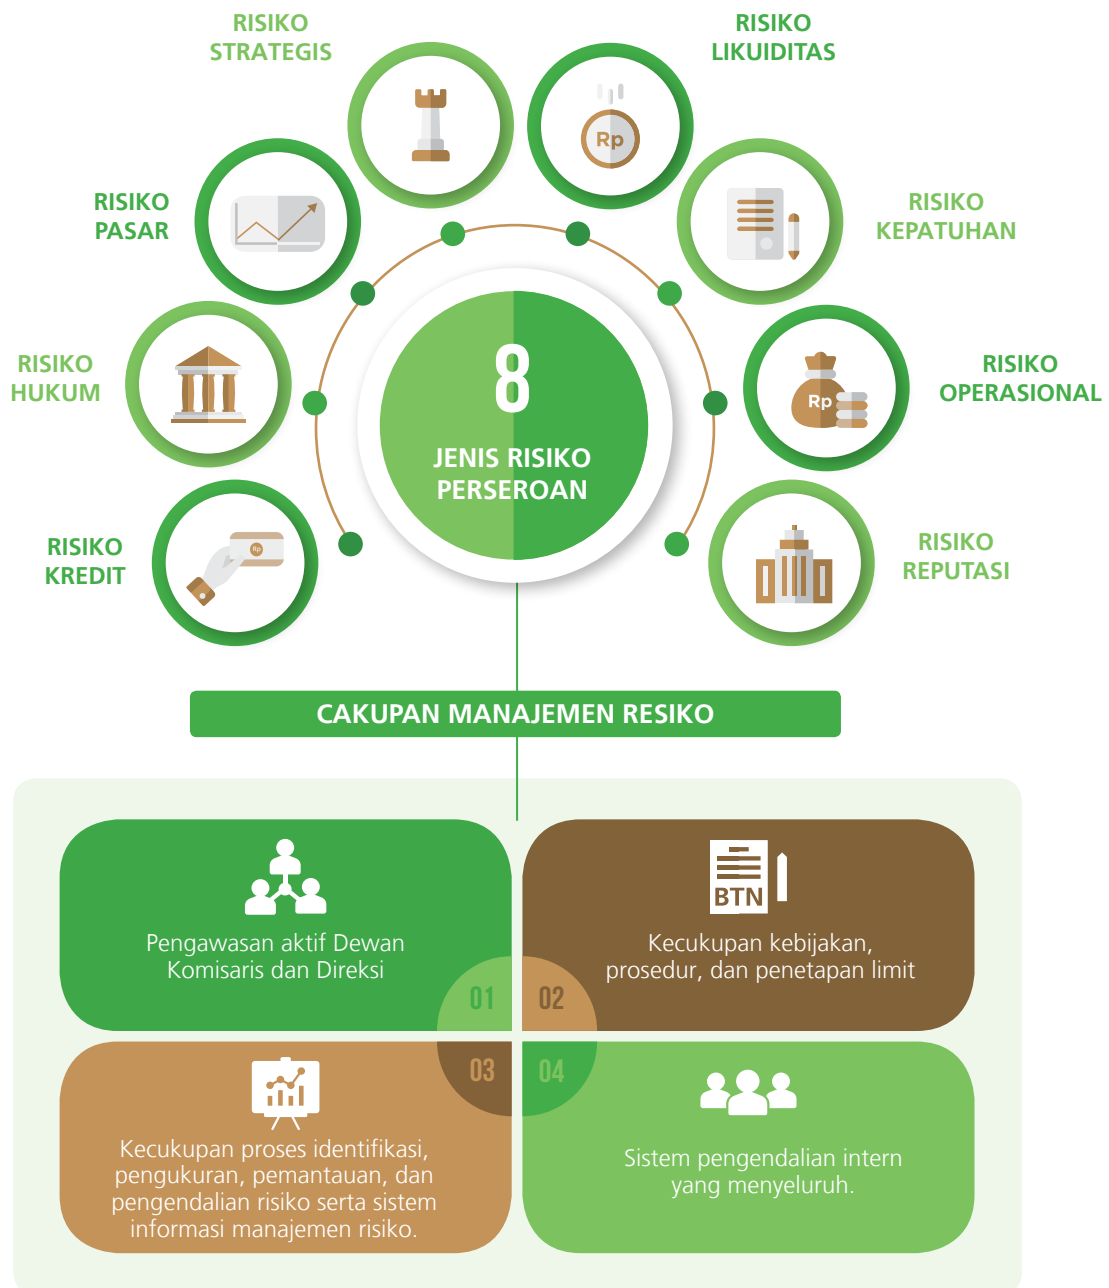 RISIKO
STRATEGIS
RISIKO
LIKUIDITAS
Rp
RISIKO
PASAR
RISIKO
KEPATUHAN
RISIKO
HUKUM
8
JENIS RISIKO
PERSEROAN
Rp
RISIKO
OPERASIONAL
RISIKO
KREDIT
Rp
RISIKO
REPUTASI
CAKUPAN MANAJEMEN RESIKO
Pengawasan aktif Dewan
Komisaris dan Direksi
01
BTN
Kecukupan kebijakan,
prosedur, dan penetapan limit
02
03
Kecukupan proses identifikasi,
pengukuran, pemantauan, dan
pengendalian risiko serta sistem
informasi manajemen risiko.
04
Sistem pengendalian intern
yang menyeluruh.